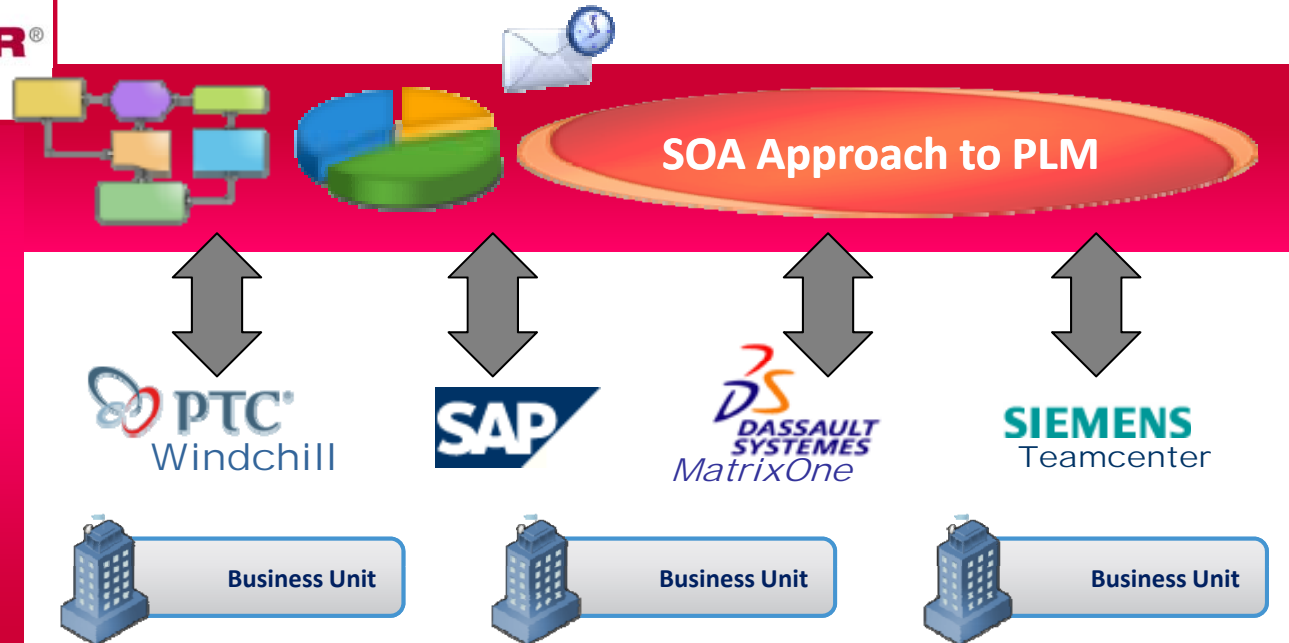 R®
SOA Approach to PLM
PTC®
Windchill
SAP
DASSAULT
SYSTEMES
MatrixOne
SIEMENS
Teamcenter
Business Unit
Business Unit
Business Unit